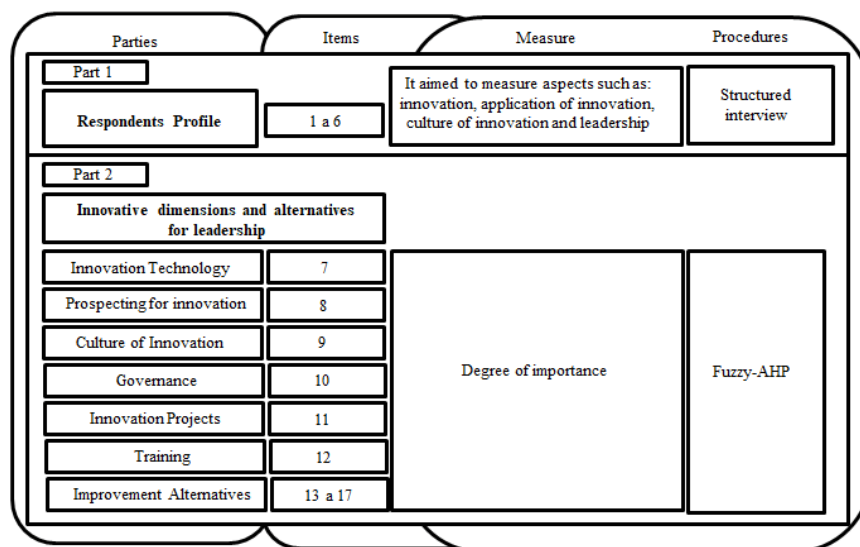 Parties Items Measure Procedures
Part 1
Respondents Profile
1 a 6
It aimed to measure aspects such as:
innovation, application of innovation,
culture of innovation and leadership
Structured
interview
Part 2
Innovative dimensions and alternatives
for leadership
Innovation Technology 7
Prospecting for innovation 8
Culture of Innovation 9
Governance 10
Innovation Projects 11
Training 12
Improvement Alternatives 13 a 17
Degree of importance
Fuzzy-AHP